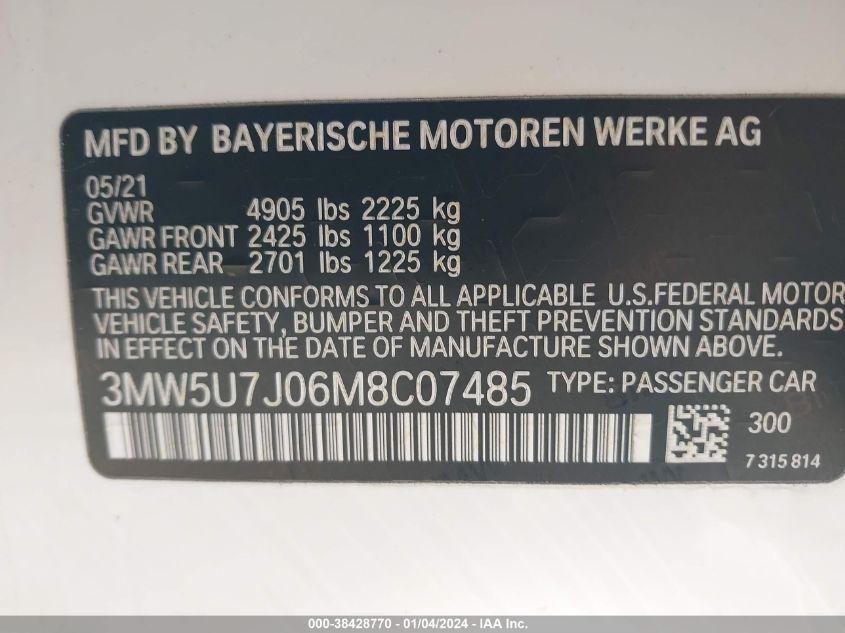 MFD BY BAYERISCHE MOTOREN WERKE AG
05/21
GVWR 4905 lbs 2225 kg
GAWR FRONT 2425 lbs 1100 kg
GAWR REAR 2701 lbs 1225 kg
THIS VEHICLE CONFORMS TO ALL APPLICABLE U.S.FEDERAL MOTOR
VEHICLE SAFETY, BUMPER AND THEFT PREVENTION STANDARDS
IN EFFECT ON THE DATE OF MANUFACTURE SHOWN ABOVE.
3MW5U7J06M8C07485 TYPE: PASSENGER CAR
300
7 315 814
000-38428770 - 01/04/2024 - IAA Inc.